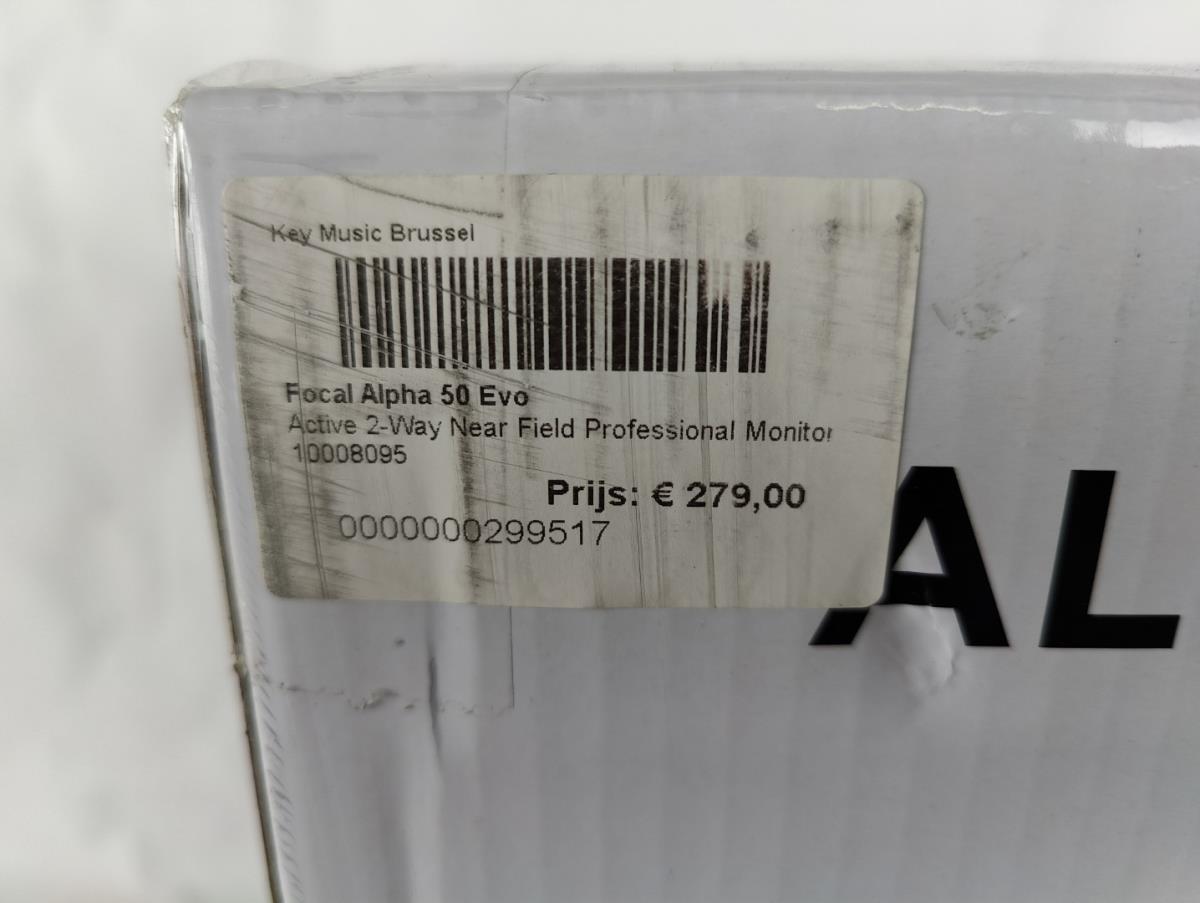 Key Music Brussel
Focal Alpha 50 Evo
Active 2-Way Near Field Professional Monitor
10008095
Prijs: € 279,00
0000000299517
AL